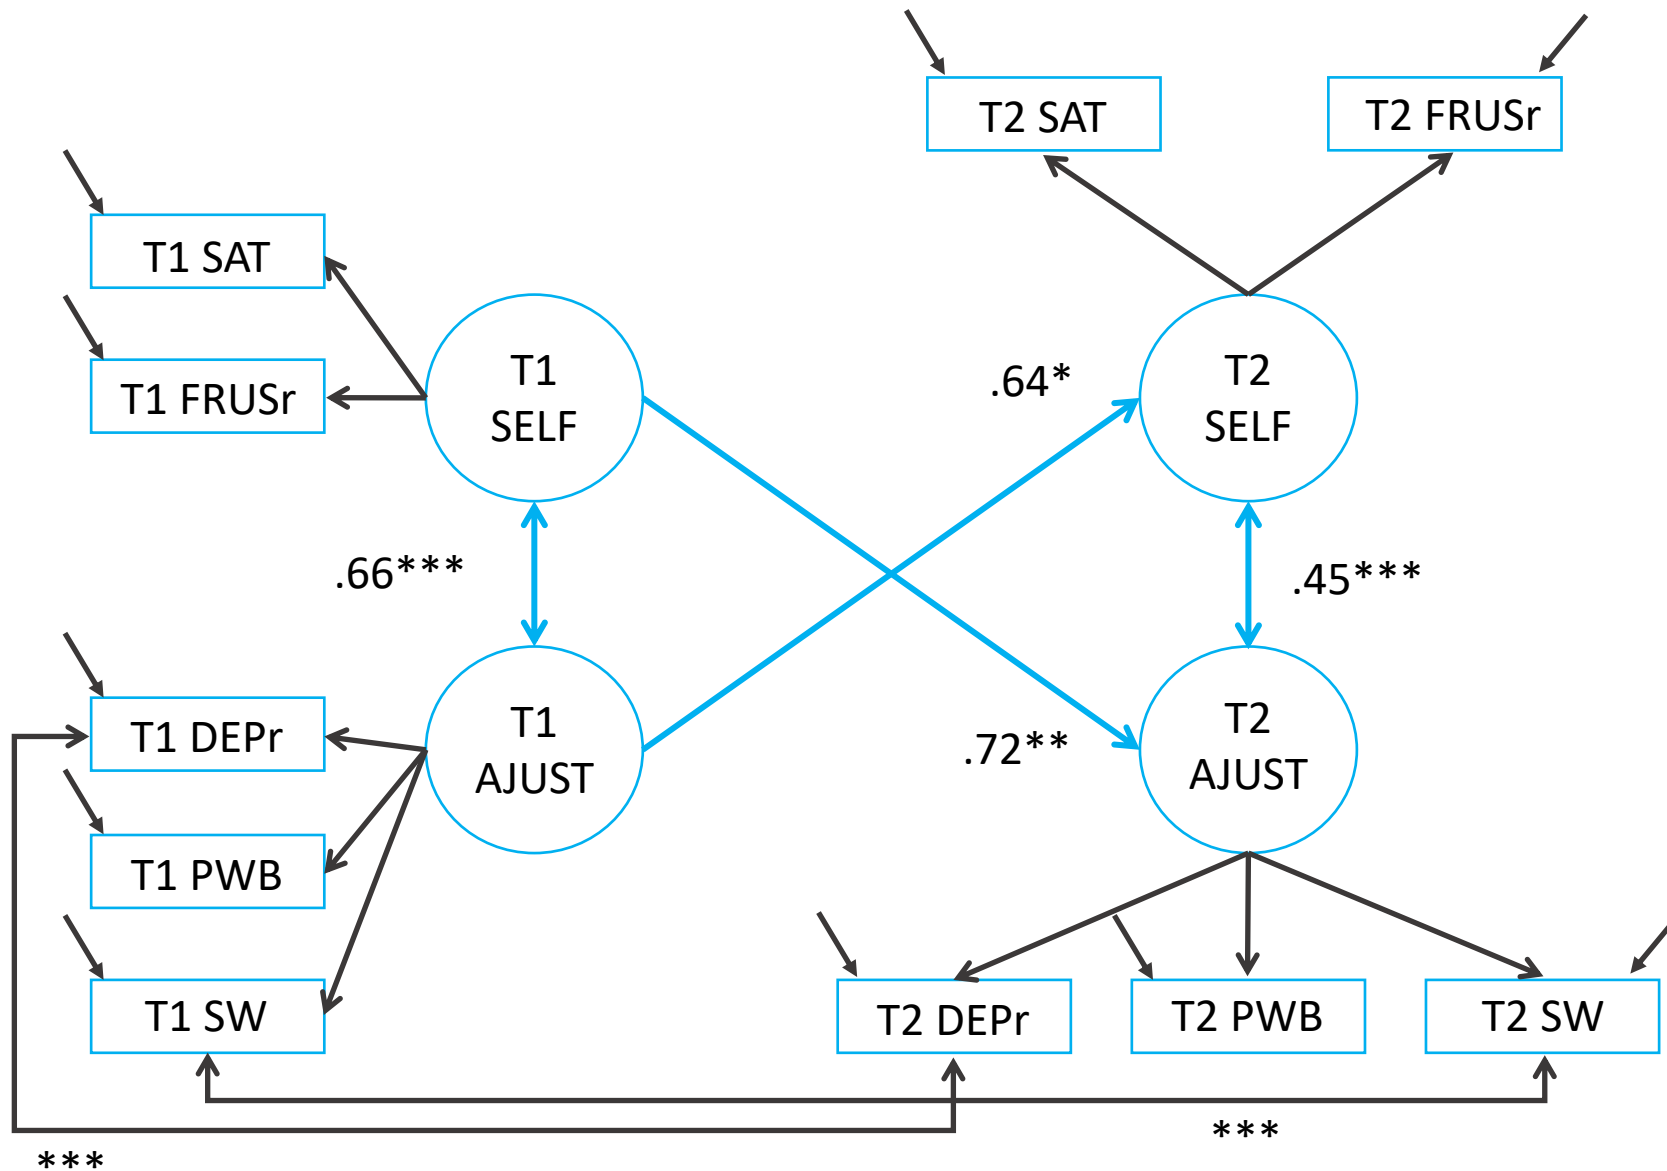 T2 SAT
T2 FRUSr
T1 SAT
T1 FRUSr
T1
SELF
.64*
T2
SELF
.66***
.45***
T1 DEPr
T1
AJUST
.72**
T2
AJUST
T1 PWB
T1 SW
T2 DEPr
T2 PWB
T2 SW
***
***